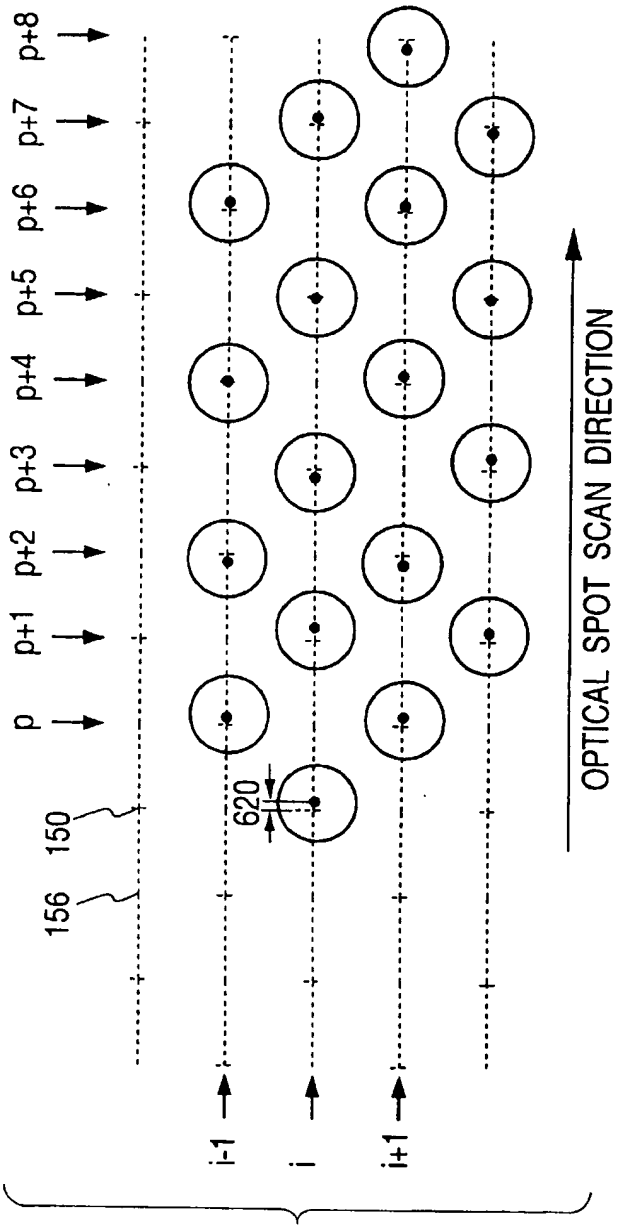 p
p+1
p+2
p+3
p+4
p+5
p+6
p+7
p+8
156
150
i-1
i
i+1
620
OPTICAL SPOT SCAN DIRECTION